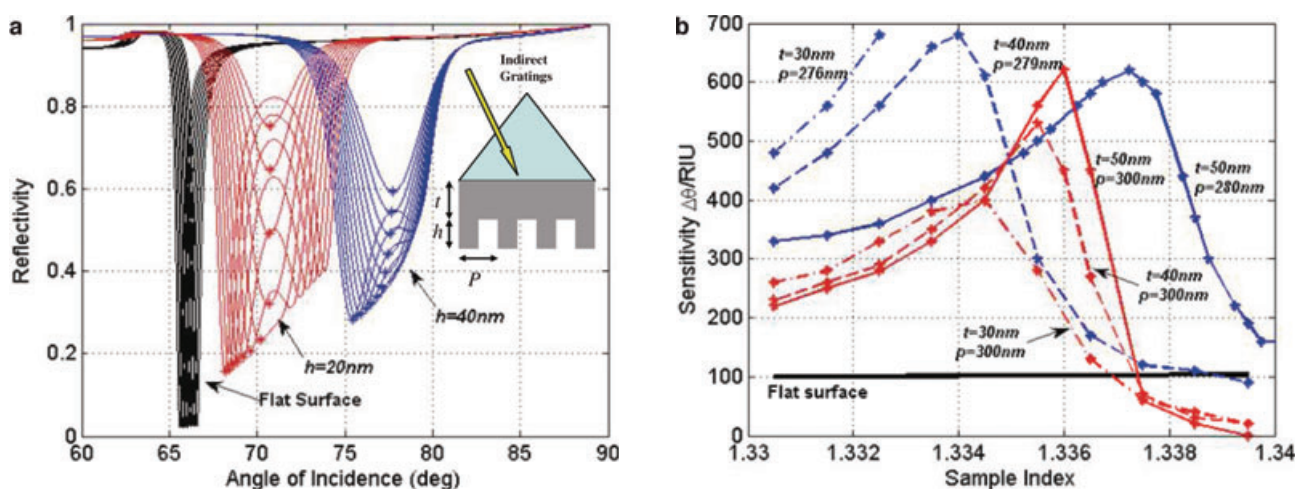 a
Reflectivity
1
0.8
0.6
0.4
0.2
0
60
65
70
75
80
85
90
Angle of Incidence (deg)
Indirect
Gratings
t
h
P
h=40nm
h=20nm
Flat Surface
b
Sensitivity Δθ/RIU
700
600
500
400
300
200
100
0
1.33
1.332
1.334
1.336
1.338
1.34
Sample Index
t=30nm
p=276nm
t=40nm
p=279nm
t=50nm
p=300nm
t=50nm
p=280nm
t=40nm
p=300nm
t=30nm
p=300nm
Flat surface